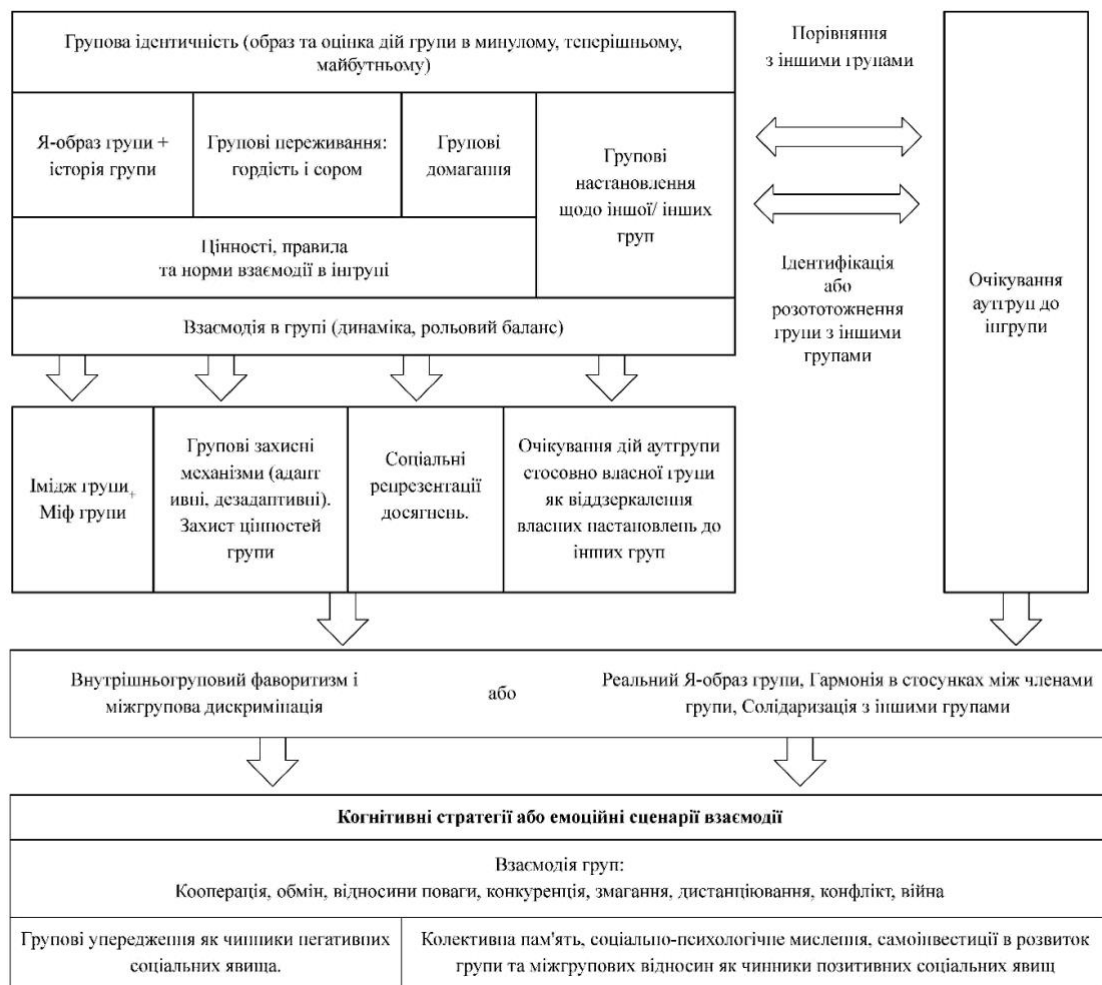 Групова ідентичність (образ та оцінка дій групи в минулому, теперішньому,
майбутньому)
Порівняння
з іншими групами
Я-образ групи +
історія групи
Групові переживання:
гордість і сором
Групові
домагання
Групові
настановлення
щодо іншої/ інших
груп
Цінності, правила
та норми взаємодії в інгрупі
Ідентифікація
або
розототожнення
групи з іншими
групами
Очікування
аутгруп до
інгрупи
Взаємодія в групі (динаміка, рольовий баланс)
Імідж групи+
Міф групи
Групові захисні
механізми (адапт
ивні, дезадаптивні).
Захист цінностей
групи
Соціальні
репрезентації
досягнень.
Очікування дій аутгрупи
стосовно власної групи
як віддзеркалення
власних настановлень до
інших груп
Внутрішньогруповий фаворитизм і
міжгрупова дискримінація
або
Реальний Я-образ групи, Гармонія в стосунках між членами
групи, Солідаризація з іншими групами
Когнітивні стратегії або емоційні сценарії взаємодії
Взаємодія груп:
Кооперація, обмін, відносини поваги, конкуренція, змагання, дистанціювання, конфлікт, війна
Групові упередження як чинники негативних
соціальних явища.
Колективна пам'ять, соціально-психологічне мислення, самоінвестиції в розвиток
групи та міжгрупових відносин як чинники позитивних соціальних явищ